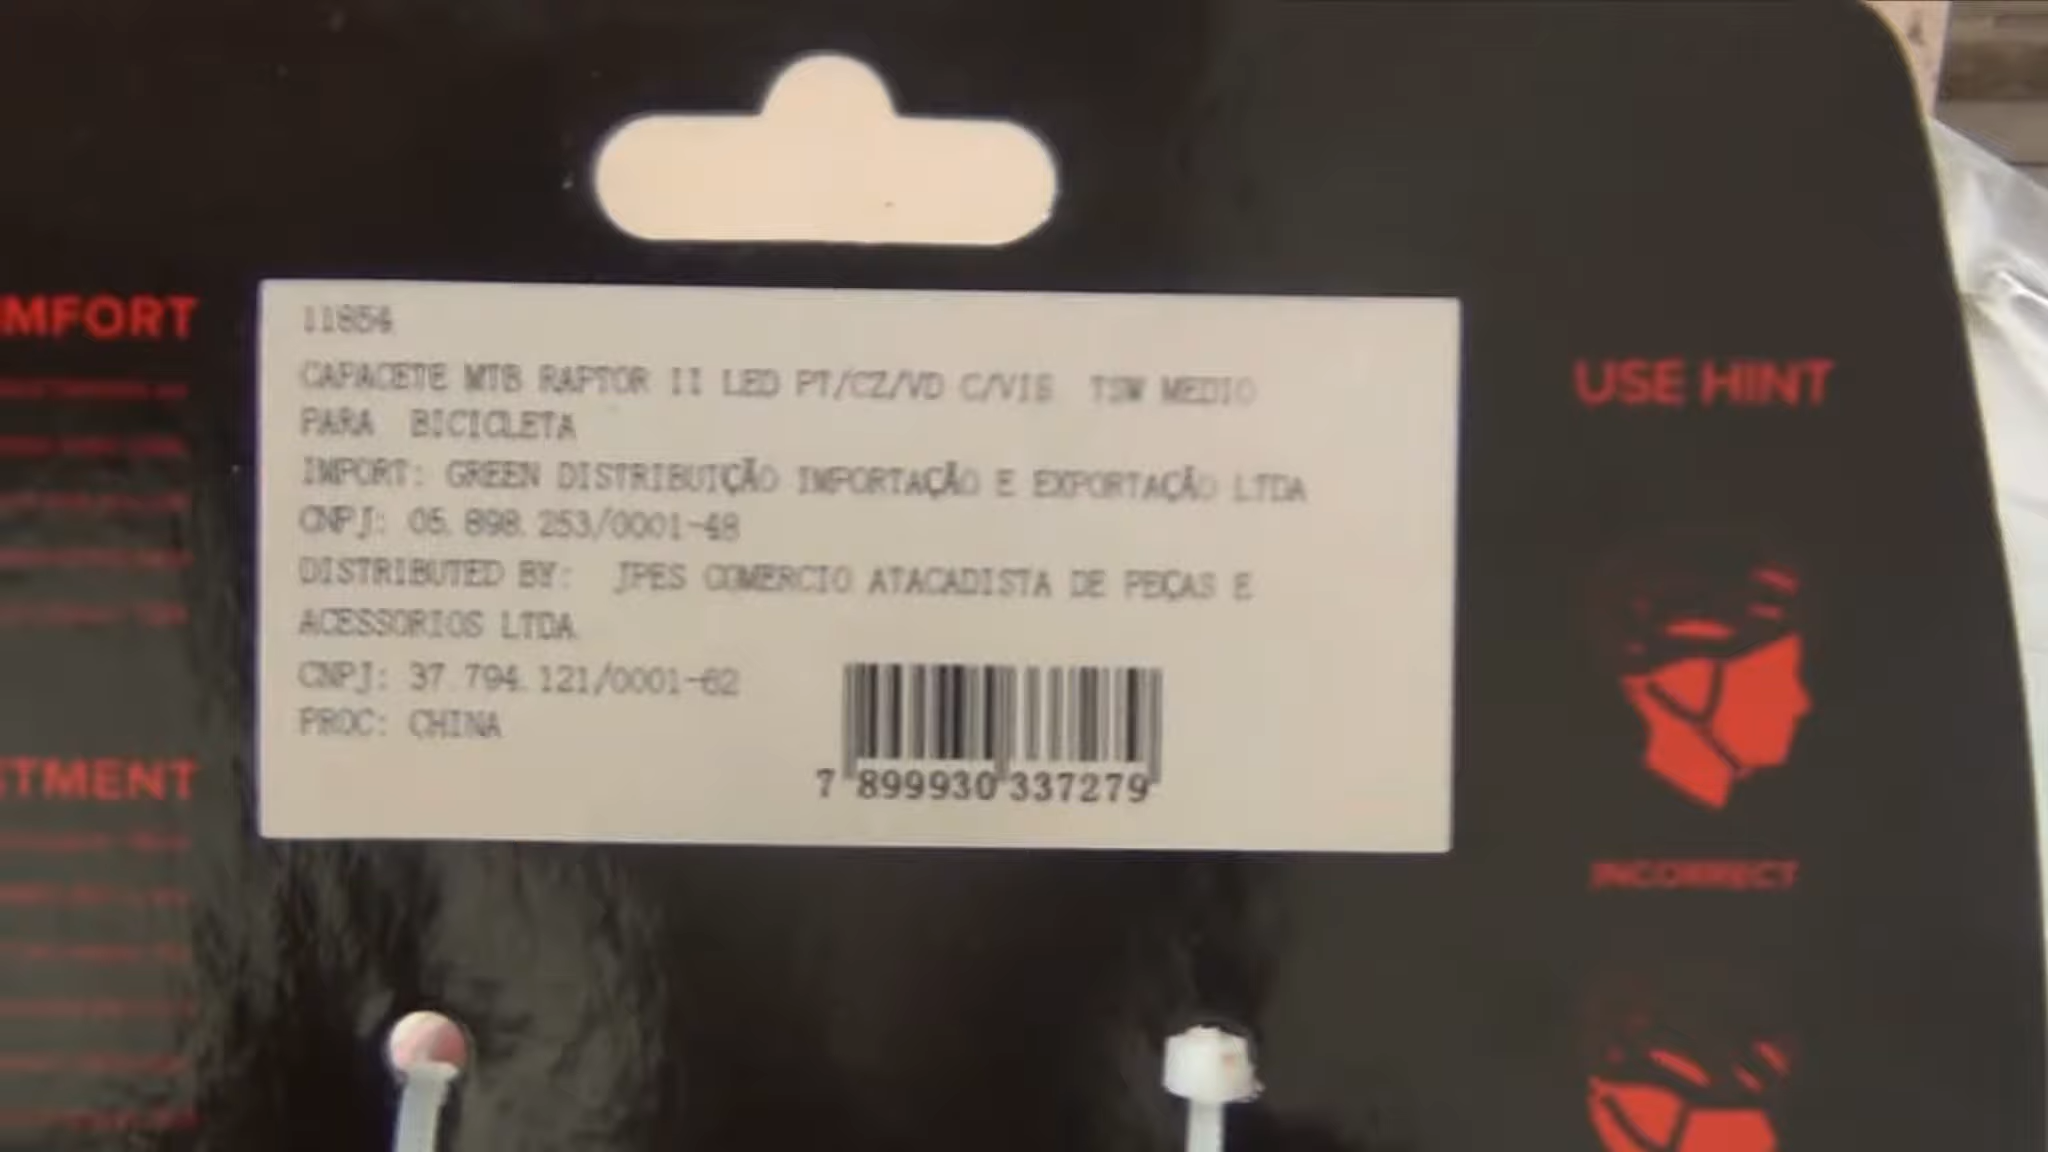 MFORT
11854
CAPACETE MTB RAPTOR II LED PT/CZ/VD C/VIS TSW MEDIO
PARA BICICLETA
IMPORT: GREEN DISTRIBUIÇÃO IMPORTAÇÃO E EXPORTAÇÃO LTDA
CNPJ: 05.898.253/0001-48
DISTRIBUTED BY: JPES COMERCIO ATACADISTA DE PEÇAS E
ACESSORIOS LTDA
CNPJ: 37.794.121/0001-62
PROC: CHINA
7 899930 337279
STMENT
USE HINT
INCORRECT